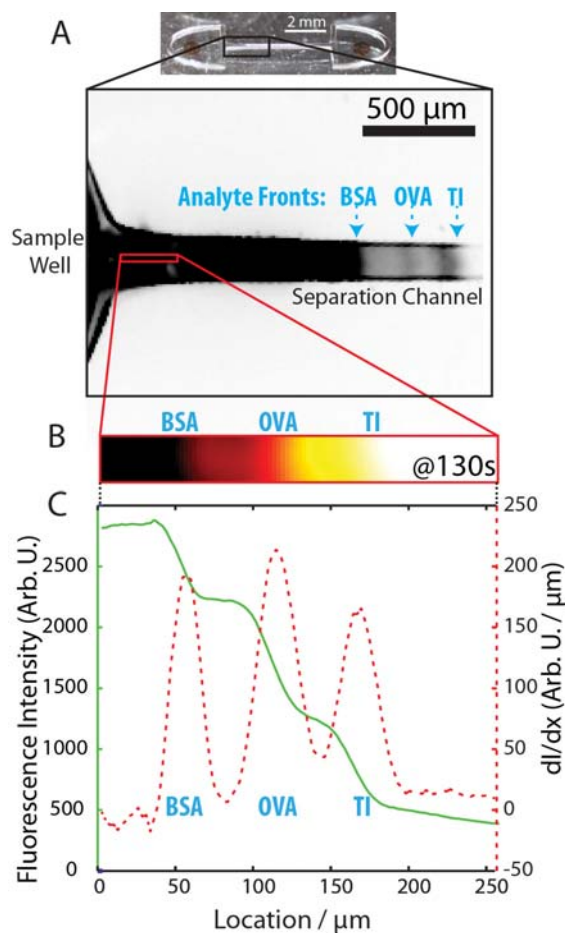 A
2 mm
500 µm
Analyte Fronts: BSA OVA TI
Sample
Well
Separation Channel
BSA OVA TI
B
@130s
C
250
2500
200
2000
150
1500
100
1000
50
500
0
0
-50
BSA OVA TI
Fluorescence Intensity (Arb. U.)
dI/dx (Arb. U. / µm)
0 50 100 150 200 250
Location / µm